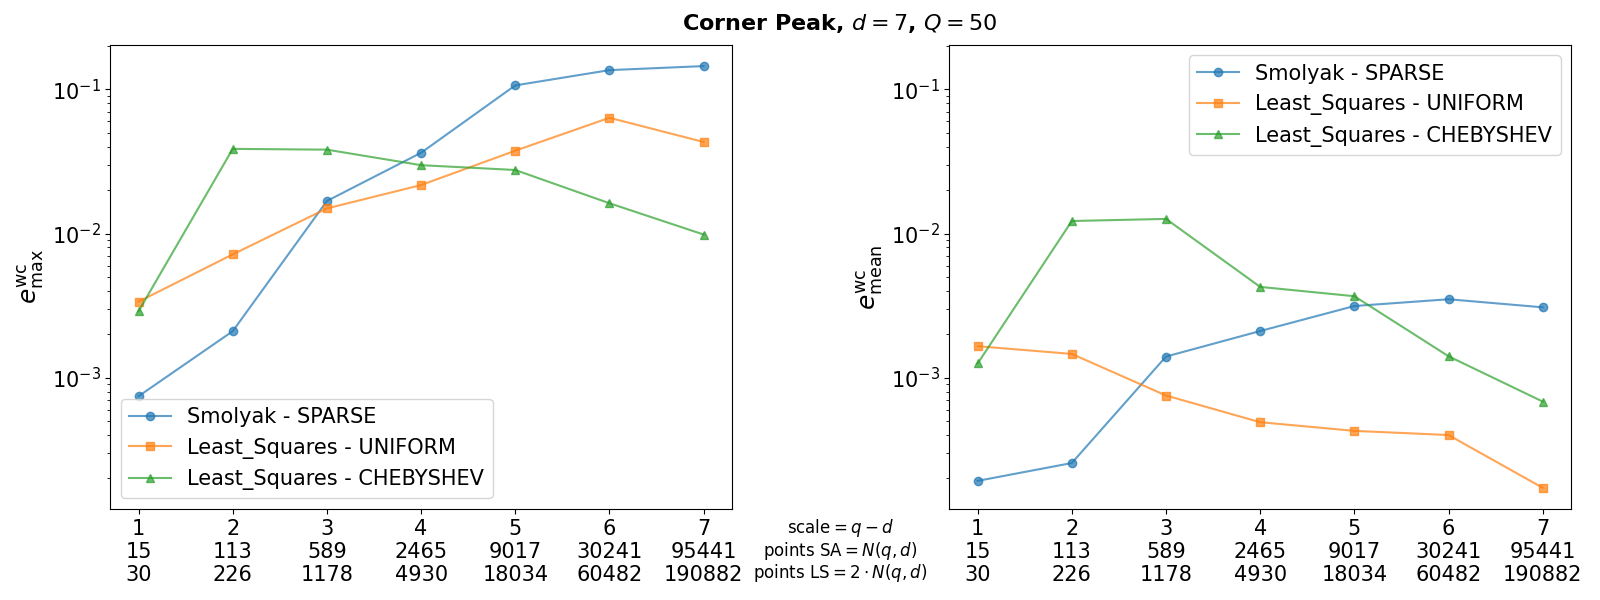 Corner Peak, d = 7, Q = 50
e^wc_max
10^−1
10^−2
10^−3
Smolyak - SPARSE
Least_Squares - UNIFORM
Least_Squares - CHEBYSHEV
1 2 3 4 5 6 7
15 113 589 2465 9017 30241 95441
30 226 1178 4930 18034 60482 190882
scale = q − d
points SA = N(q, d)
points LS = 2 · N(q, d)
e^wc_mean
10^−1
10^−2
10^−3
Smolyak - SPARSE
Least_Squares - UNIFORM
Least_Squares - CHEBYSHEV
1 2 3 4 5 6 7
15 113 589 2465 9017 30241 95441
30 226 1178 4930 18034 60482 190882